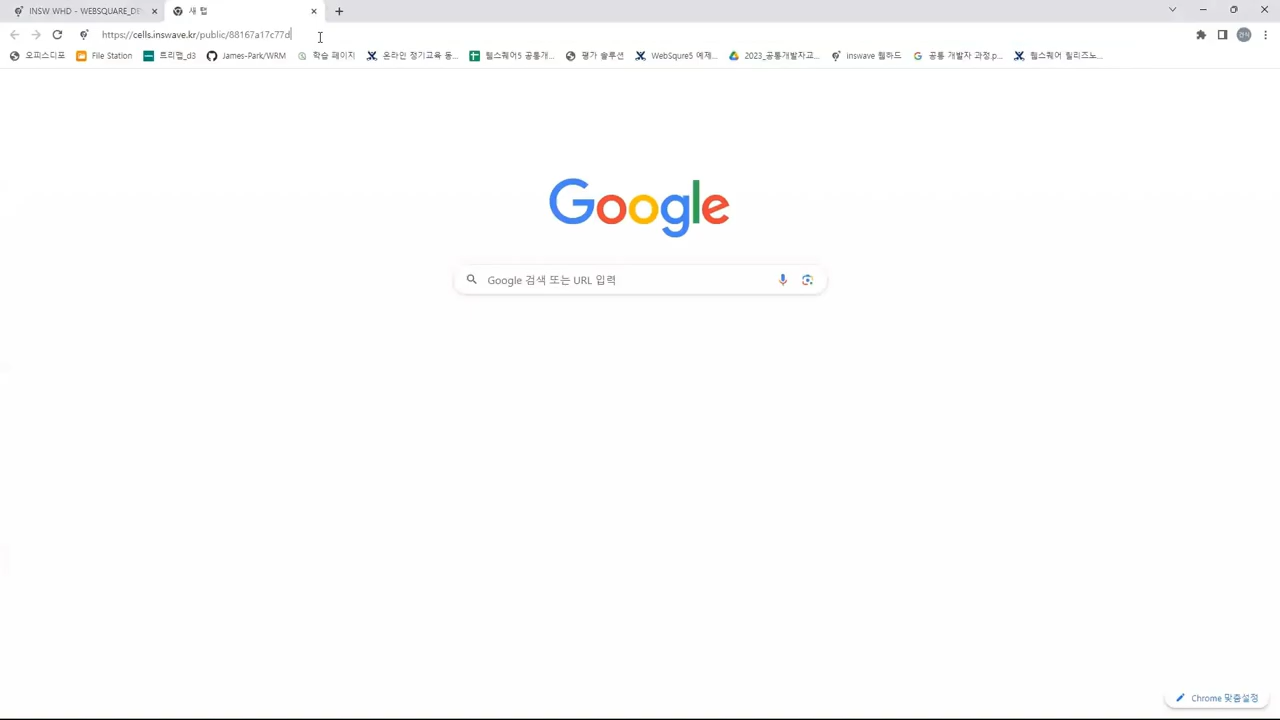 INSW WHD - WEBSQUARE_DE
새 탭
https://cells.inswave.kr/public/88167a17c77d
오피스디포
File Station
트리팸_d3
James-Park/WRM
학습 페이지
온라인 정기교육 동...
웹스퀘어5 공통개...
평가 솔루션
WebSqure5 예제...
2023_공통개발자교...
inswave 웹하드
공통 개발자 과정.p...
웹스퀘어 릴리즈노...
Google
Google 검색 또는 URL 입력
Chrome 맞춤설정